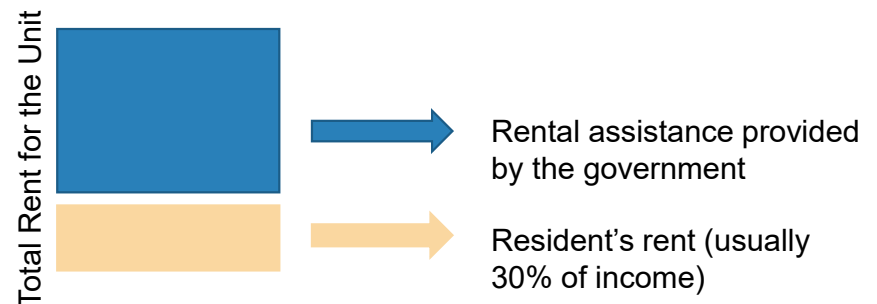 Total Rent for the Unit
Rental assistance provided
by the government
Resident’s rent (usually
30% of income)